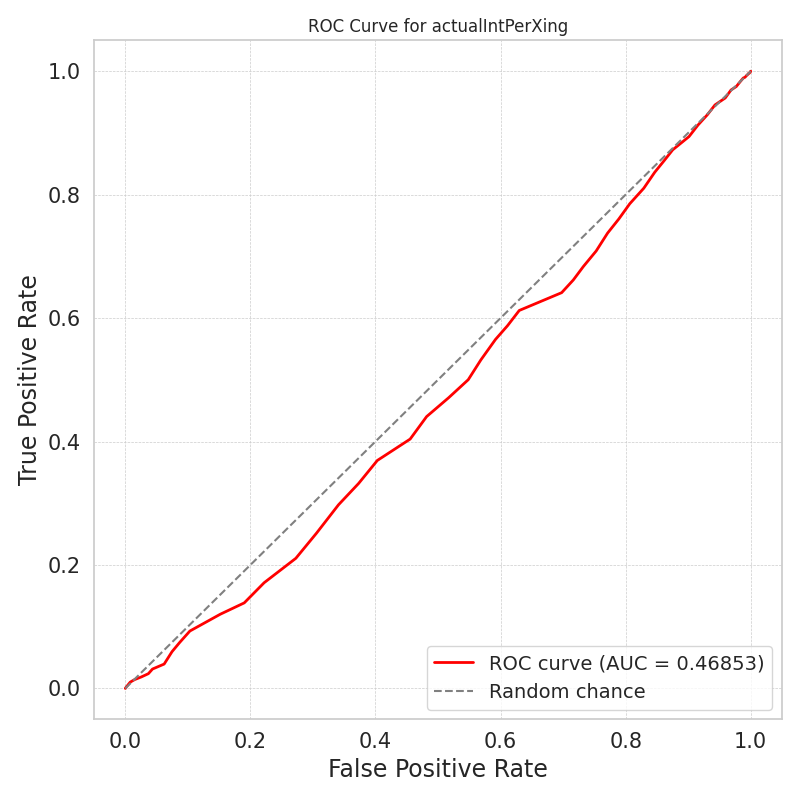 ROC Curve for actualIntPerXing
1.0
0.8
0.6
0.4
0.2
0.0
True Positive Rate
ROC curve (AUC = 0.46853)
Random chance
0.0 0.2 0.4 0.6 0.8 1.0
False Positive Rate